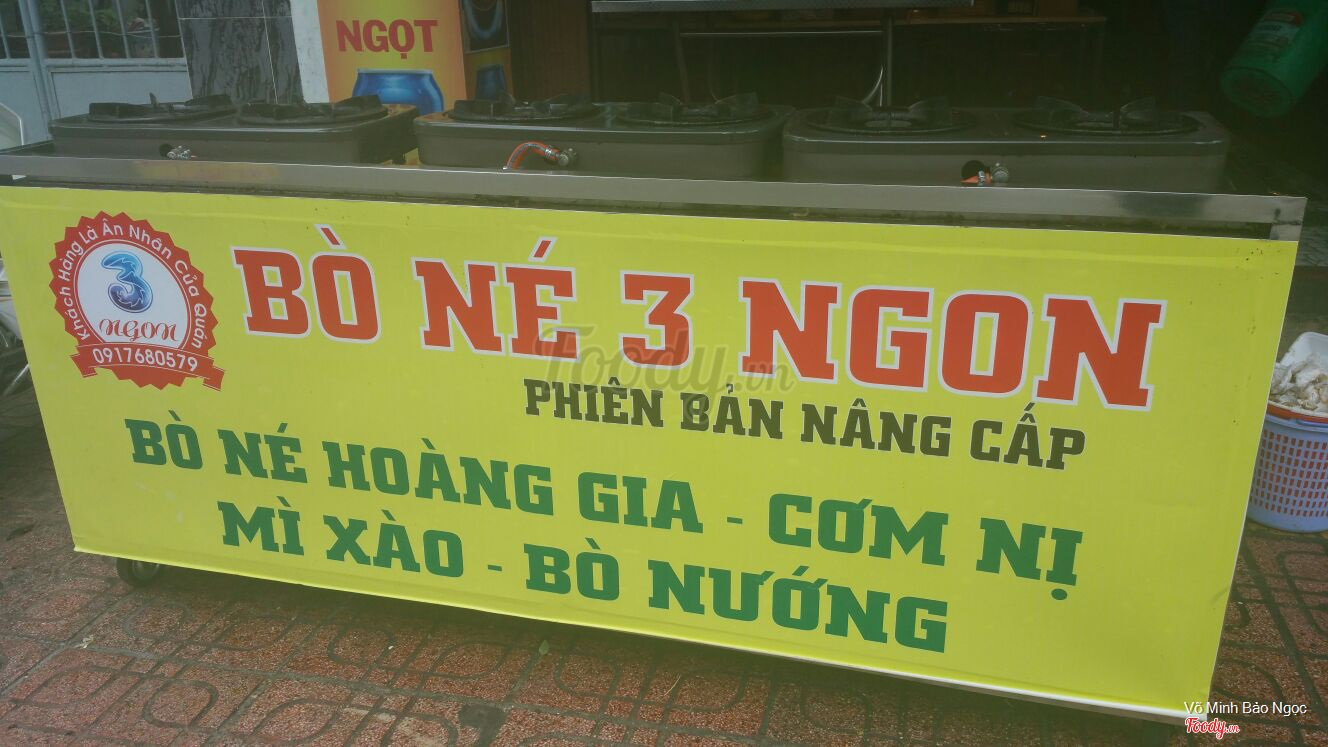 NGỌT
Khách Hàng Là Ân Nhân Của Quán
3
NGON
0917680579
BÒ NÉ 3 NGON
PHIÊN BẢN NÂNG CẤP
BÒ NÉ HOÀNG GIA - CƠM NỊ
MÌ XÀO - BÒ NƯỚNG
Foody.vn
Võ Minh Bảo Ngọc
Foody.vn